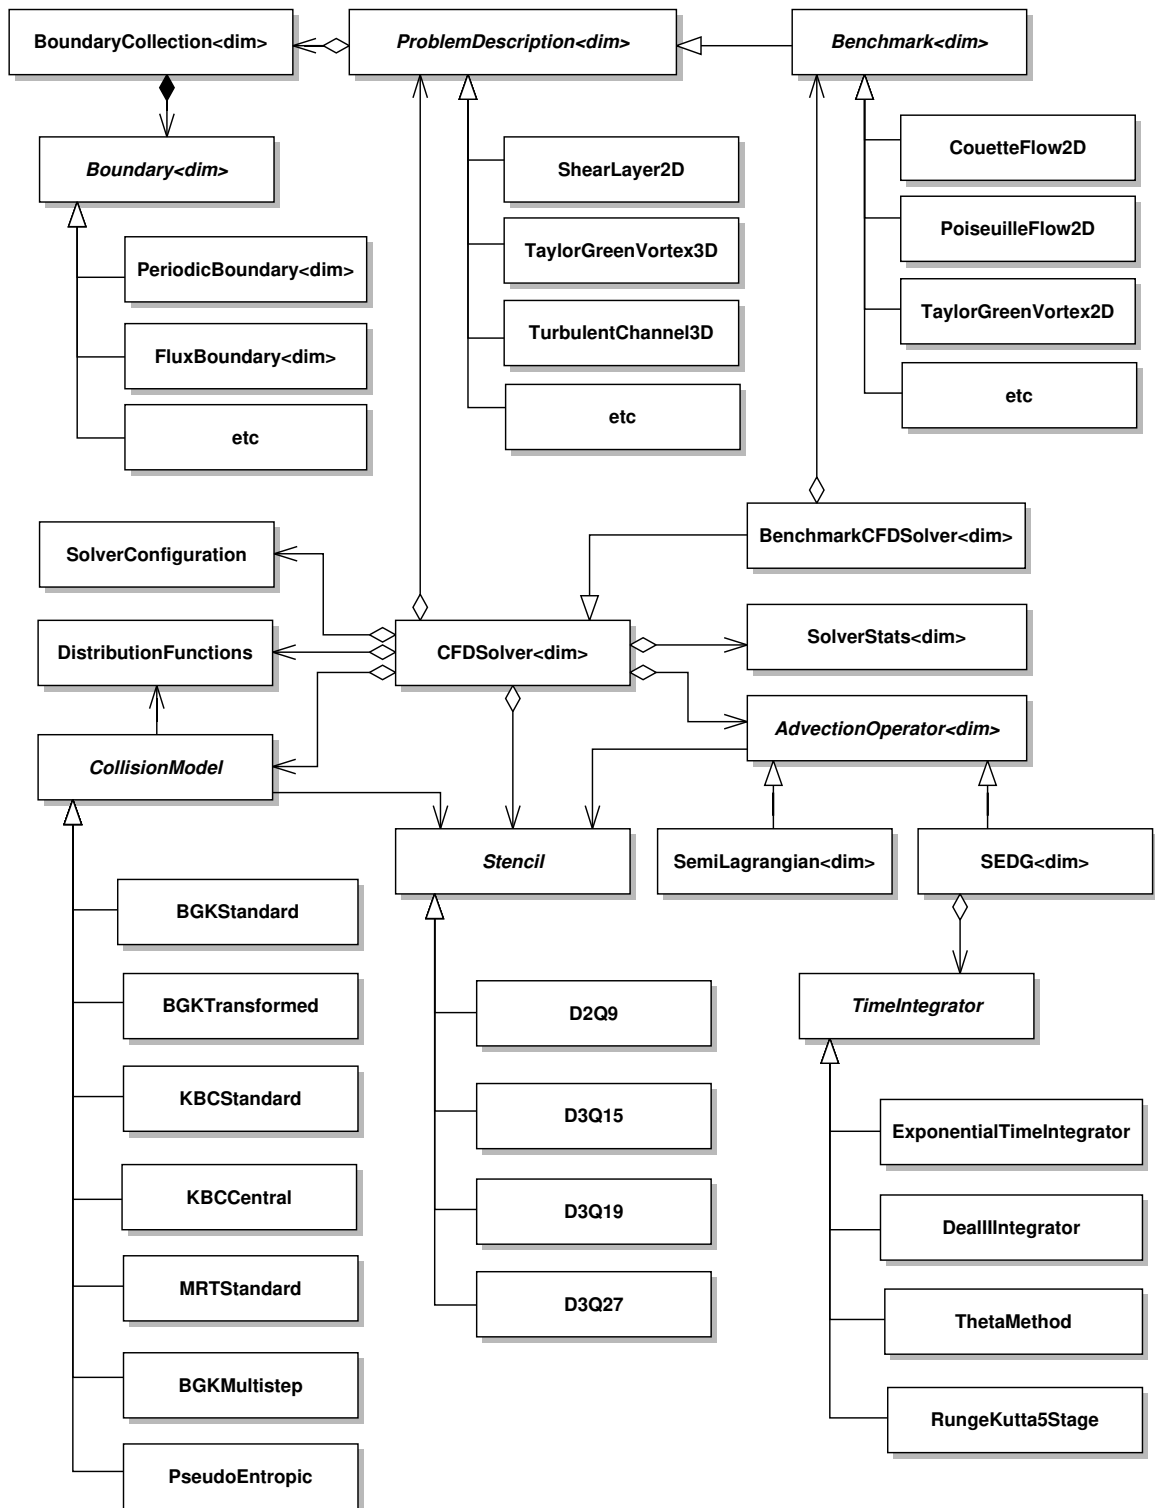 BoundaryCollection<dim>
ProblemDescription<dim>
Benchmark<dim>
Boundary<dim>
PeriodicBoundary<dim>
FluxBoundary<dim>
etc
ShearLayer2D
TaylorGreenVortex3D
TurbulentChannel3D
etc
CouetteFlow2D
PoiseuilleFlow2D
TaylorGreenVortex2D
etc
BenchmarkCFDSolver<dim>
SolverConfiguration
DistributionFunctions
CFDSolver<dim>
SolverStats<dim>
CollisionModel
AdvectionOperator<dim>
Stencil
SemiLagrangian<dim>
SEDG<dim>
BGKStandard
BGKTransformed
KBCStandard
KBCCentral
MRTStandard
BGKMultistep
PseudoEntropic
D2Q9
D3Q15
D3Q19
D3Q27
TimeIntegrator
ExponentialTimeIntegrator
DealIIIntegrator
ThetaMethod
RungeKutta5Stage